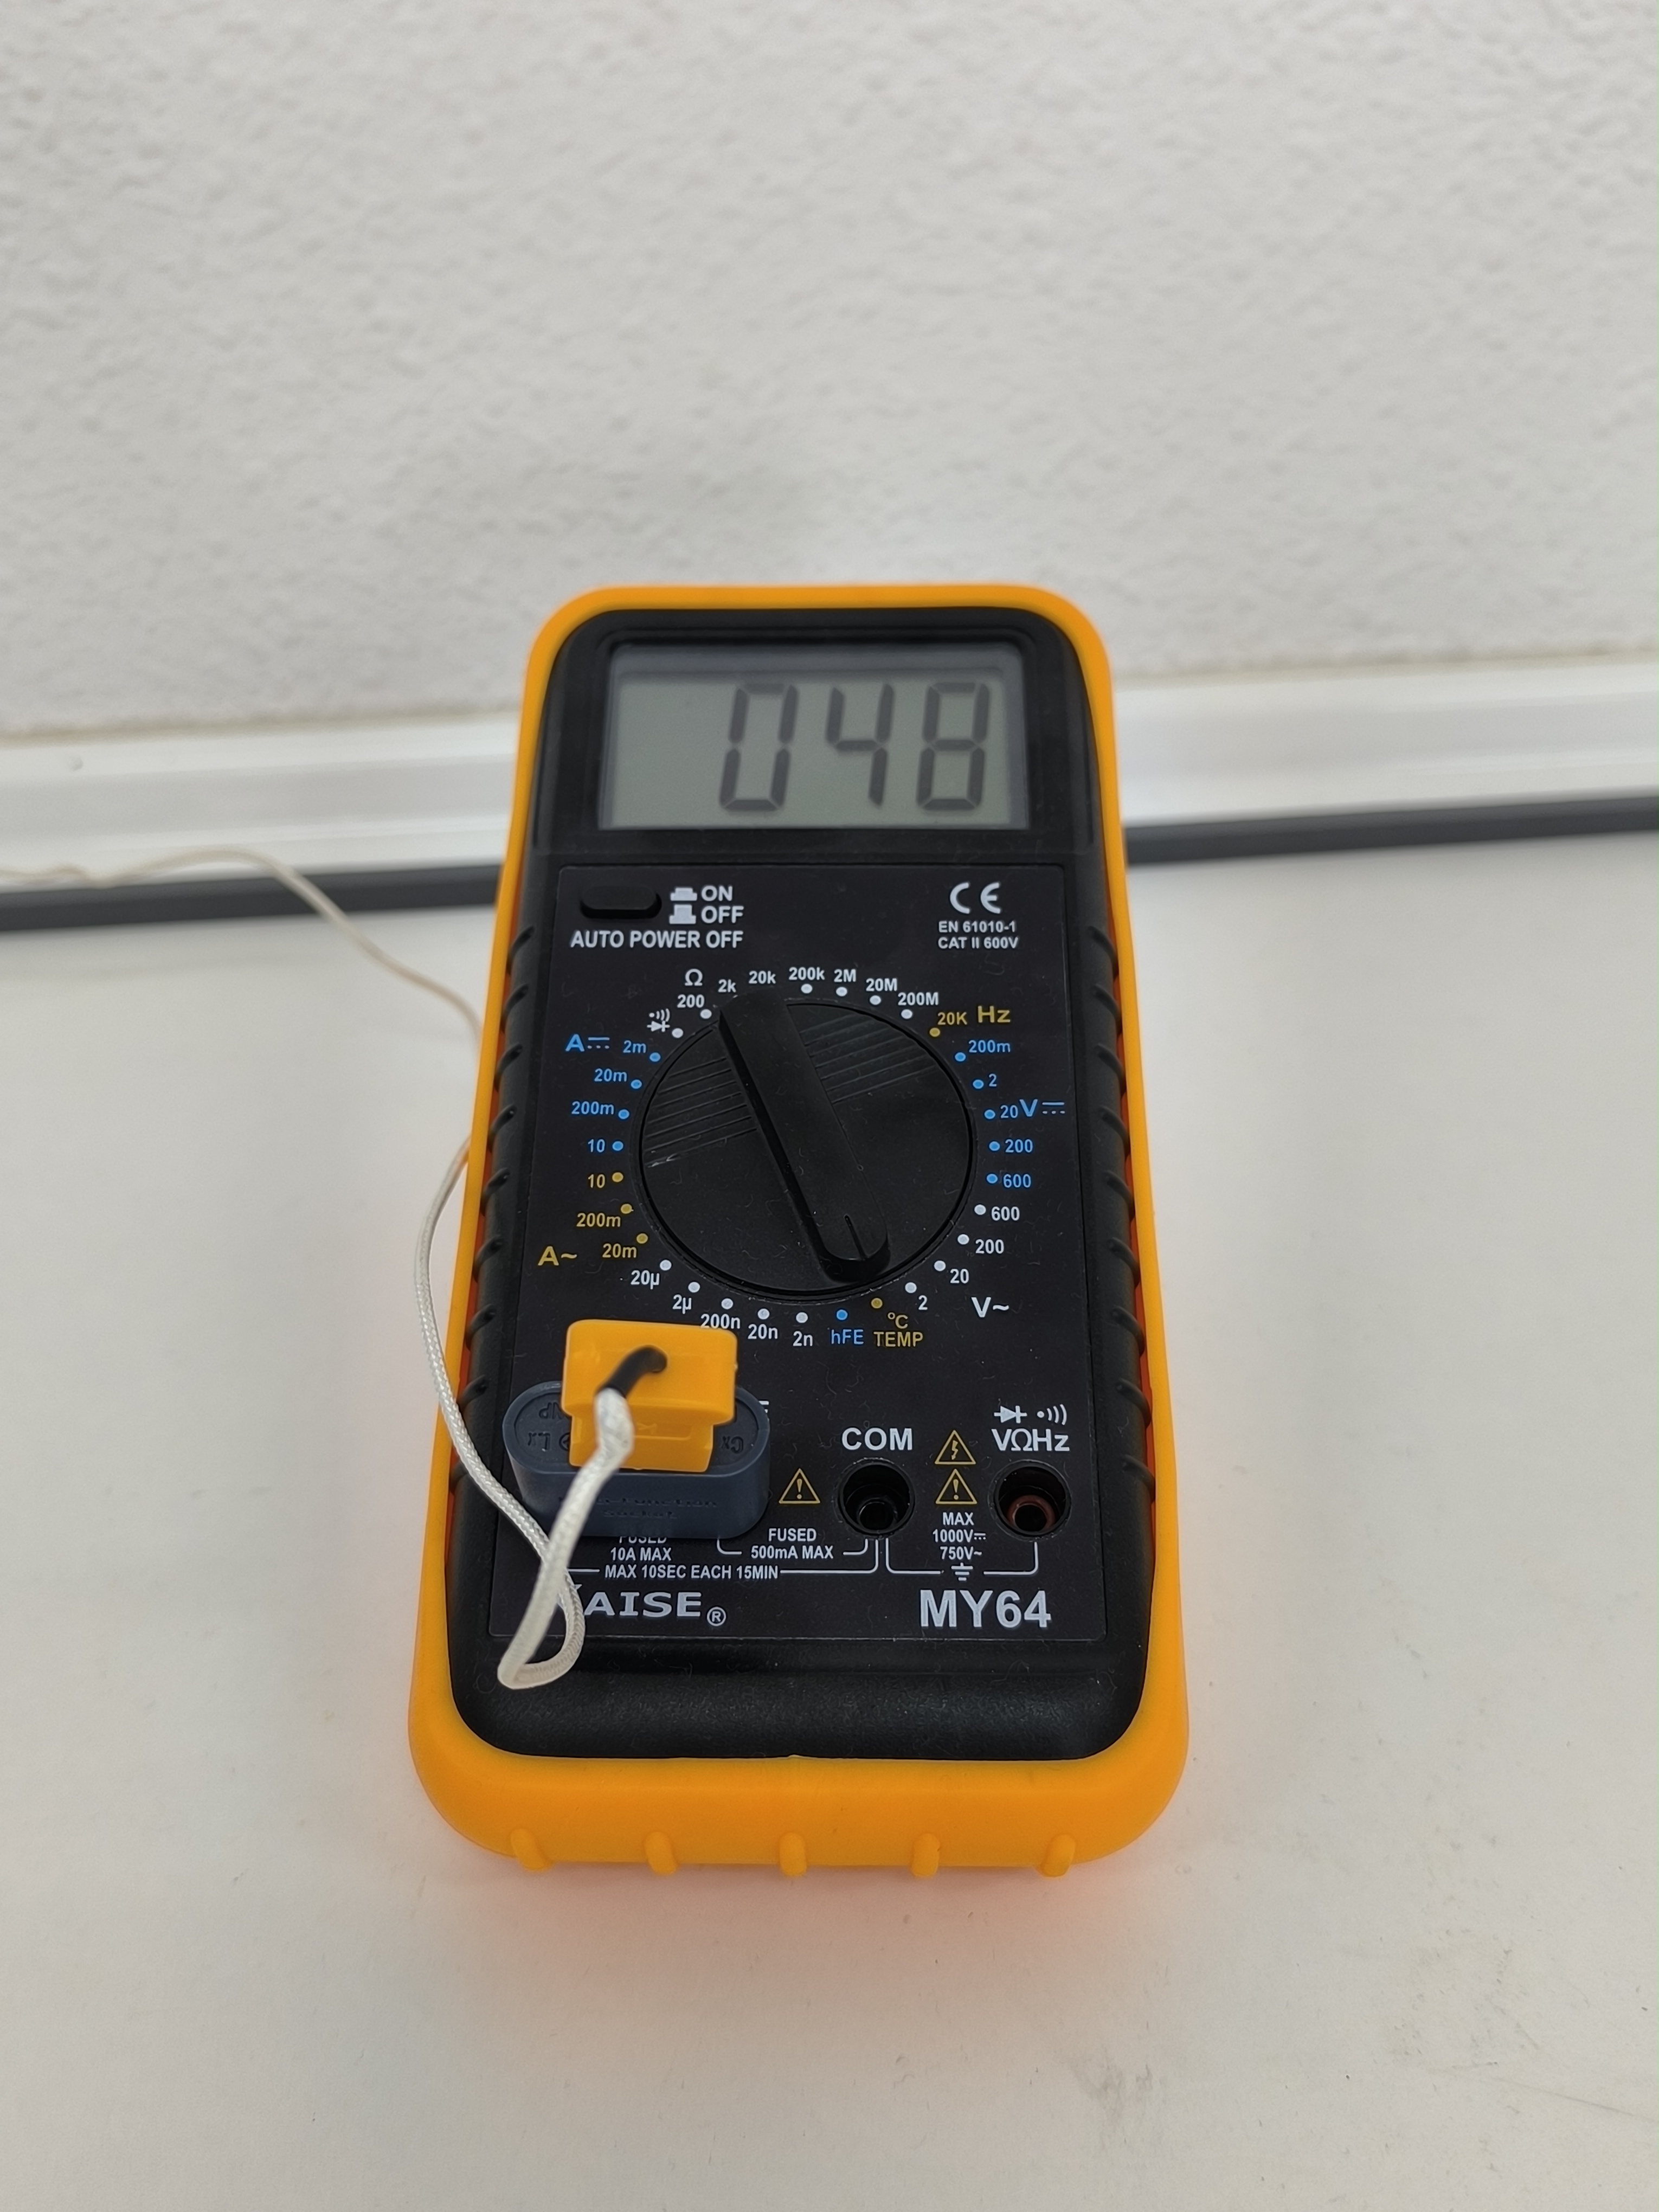 048
ON
OFF
AUTO POWER OFF
CE
EN 61010-1
CAT II 600V
Ω 200 2k 20k 200k 2M 20M 200M
20K Hz
A 2m 20m 200m 10
10 200m 20m A~
20µ 2µ 200n 20n 2n
hFE
°C
TEMP
200m 2 20 V 200 600
600 200 20 2 V~
COM
VΩHz
MAX
1000V
750V~
FUSED
10A MAX
FUSED
500mA MAX
MAX 10SEC EACH 15MIN
AISE ®
MY64